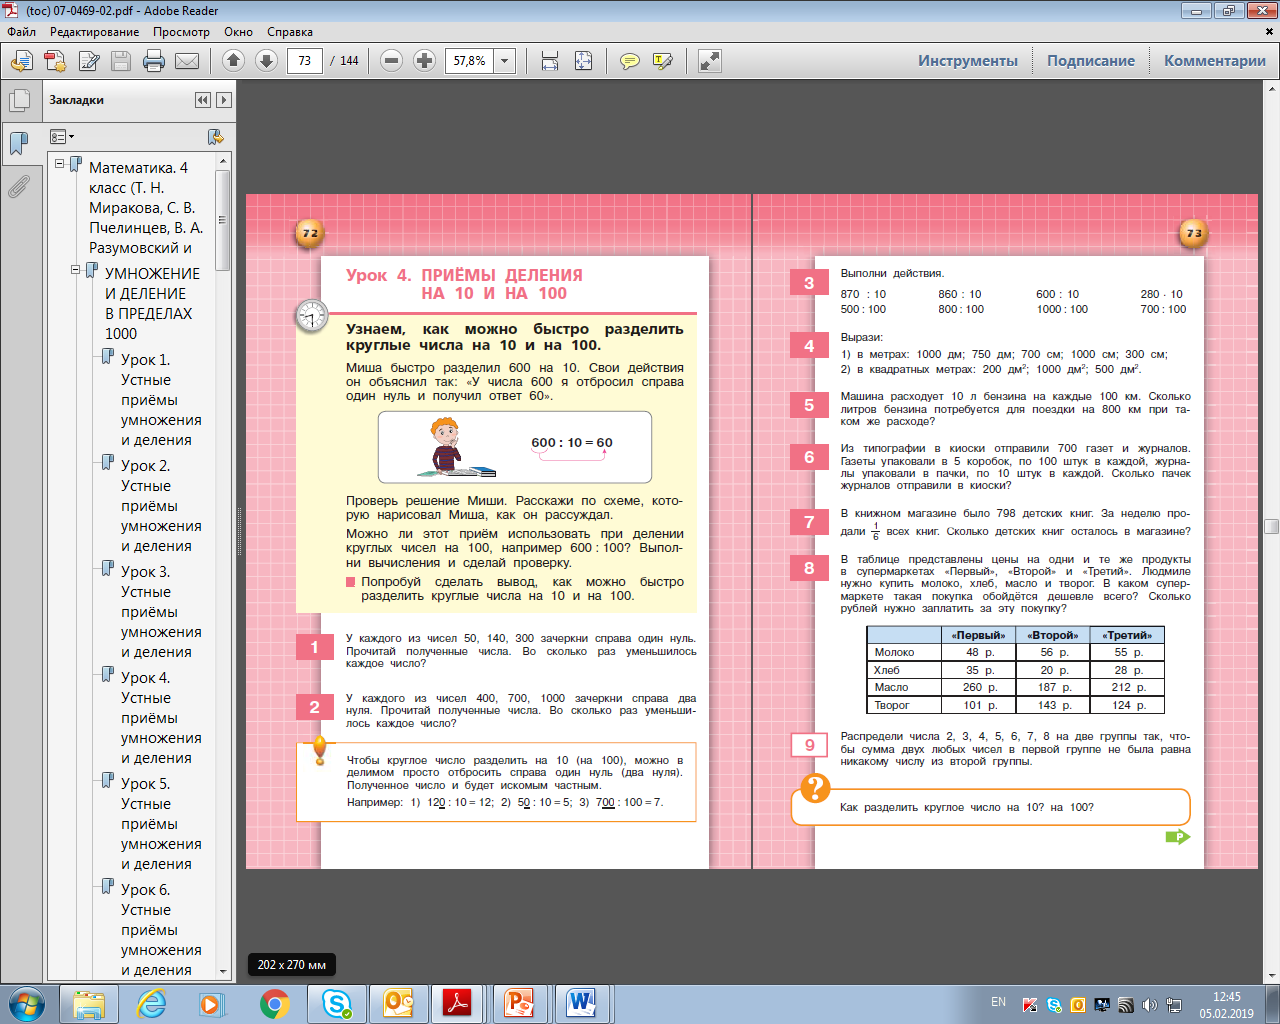 (toc) 07-0469-02.pdf - Adobe Reader
Файл Редактирование Просмотр Окно Справка
73 / 144 57,8% Инструменты Подписание Комментарии
Закладки
Математика. 4
класс (Т. Н.
Миракова, С. В.
Пчелинцев, В. А.
Разумовский и
УМНОЖЕНИЕ
И ДЕЛЕНИЕ
В ПРЕДЕЛАХ
1000
Урок 1.
Устные
приёмы
умножения
и деления
Урок 2.
Устные
приёмы
умножения
и деления
Урок 3.
Устные
приёмы
умножения
и деления
Урок 4.
Устные
приёмы
умножения
и деления
Урок 5.
Устные
приёмы
умножения
и деления
Урок 6.
Устные
приёмы
умножения
и деления
72
Урок 4. ПРИЁМЫ ДЕЛЕНИЯ
НА 10 И НА 100
Узнаем, как можно быстро разделить
круглые числа на 10 и на 100.
Миша быстро разделил 600 на 10. Свои действия
он объяснил так: «У числа 600 я отбросил справа
один нуль и получил ответ 60».
600 : 10 = 60
Проверь решение Миши. Расскажи по схеме, кото-
рую нарисовал Миша, как он рассуждал.
Можно ли этот приём использовать при делении
круглых чисел на 100, например 600 : 100? Выпол-
ни вычисления и сделай проверку.
Попробуй сделать вывод, как можно быстро
разделить круглые числа на 10 и на 100.
1
У каждого из чисел 50, 140, 300 зачеркни справа один нуль.
Прочитай полученные числа. Во сколько раз уменьшилось
каждое число?
2
У каждого из чисел 400, 700, 1000 зачеркни справа два
нуля. Прочитай полученные числа. Во сколько раз уменьши-
лось каждое число?
Чтобы круглое число разделить на 10 (на 100), можно в
делимом просто отбросить справа один нуль (два нуля).
Полученное число и будет искомым частным.
Например: 1) 120 : 10 = 12; 2) 50 : 10 = 5; 3) 700 : 100 = 7.
73
3
Выполни действия.
870 : 10 860 : 10 600 : 10 280 · 10
500 : 100 800 : 100 1000 : 100 700 : 100
4
Вырази:
1) в метрах: 1000 дм; 750 дм; 700 см; 1000 см; 300 см;
2) в квадратных метрах: 200 дм²; 1000 дм²; 500 дм².
5
Машина расходует 10 л бензина на каждые 100 км. Сколько
литров бензина потребуется для поездки на 800 км при та-
ком же расходе?
6
Из типографии в киоски отправили 700 газет и журналов.
Газеты упаковали в 5 коробок, по 100 штук в каждой, журна-
лы упаковали в пачки, по 10 штук в каждой. Сколько пачек
журналов отправили в киоски?
7
В книжном магазине было 798 детских книг. За неделю про-
дали 1/6 всех книг. Сколько детских книг осталось в магазине?
8
В таблице представлены цены на одни и те же продукты
в супермаркетах «Первый», «Второй» и «Третий». Людмиле
нужно купить молоко, хлеб, масло и творог. В каком супер-
маркете такая покупка обойдётся дешевле всего? Сколько
рублей нужно заплатить за эту покупку?
«Первый» «Второй» «Третий»
Молоко 48 р. 56 р. 55 р.
Хлеб 35 р. 20 р. 28 р.
Масло 260 р. 187 р. 212 р.
Творог 101 р. 143 р. 124 р.
9
Распредели числа 2, 3, 4, 5, 6, 7, 8 на две группы так, что-
бы сумма двух любых чисел в первой группе не была равна
никакому числу из второй группы.
?
Как разделить круглое число на 10? на 100?
Р
202 x 270 мм
EN
12:45
05.02.2019